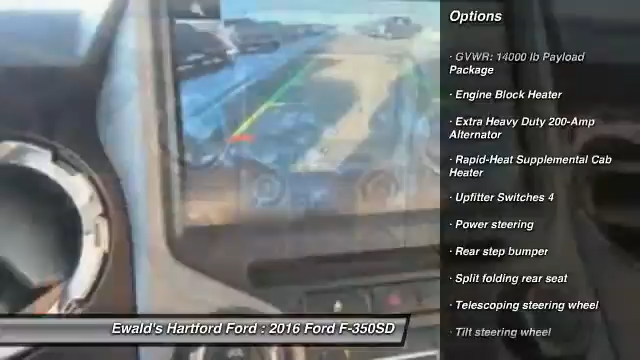 Options
· GVWR: 14000 lb Payload
Package
· Engine Block Heater
· Extra Heavy Duty 200-Amp
Alternator
· Rapid-Heat Supplemental Cab
Heater
· Upfitter Switches 4
· Power steering
· Rear step bumper
· Split folding rear seat
· Telescoping steering wheel
· Tilt steering wheel
Ewald's Hartford Ford : 2016 Ford F-350SD